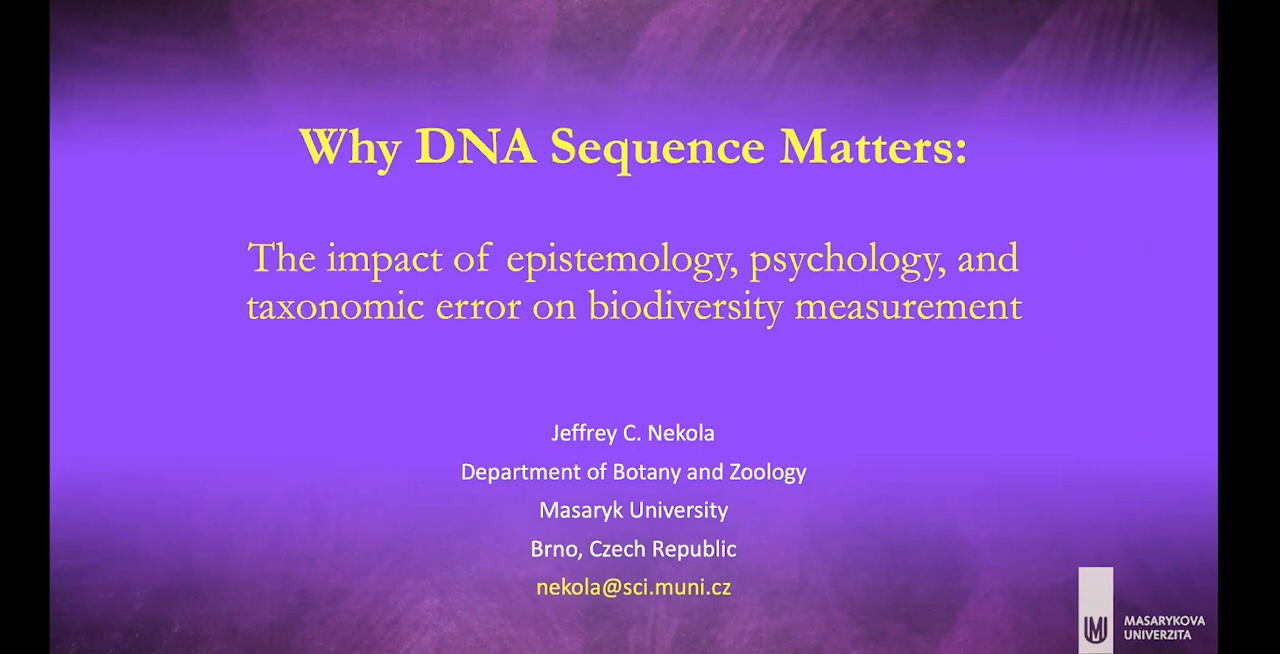 Why DNA Sequence Matters:
The impact of epistemology, psychology, and
taxonomic error on biodiversity measurement
Jeffrey C. Nekola
Department of Botany and Zoology
Masaryk University
Brno, Czech Republic
nekola@sci.muni.cz
MASARYKOVA
UNIVERZITA